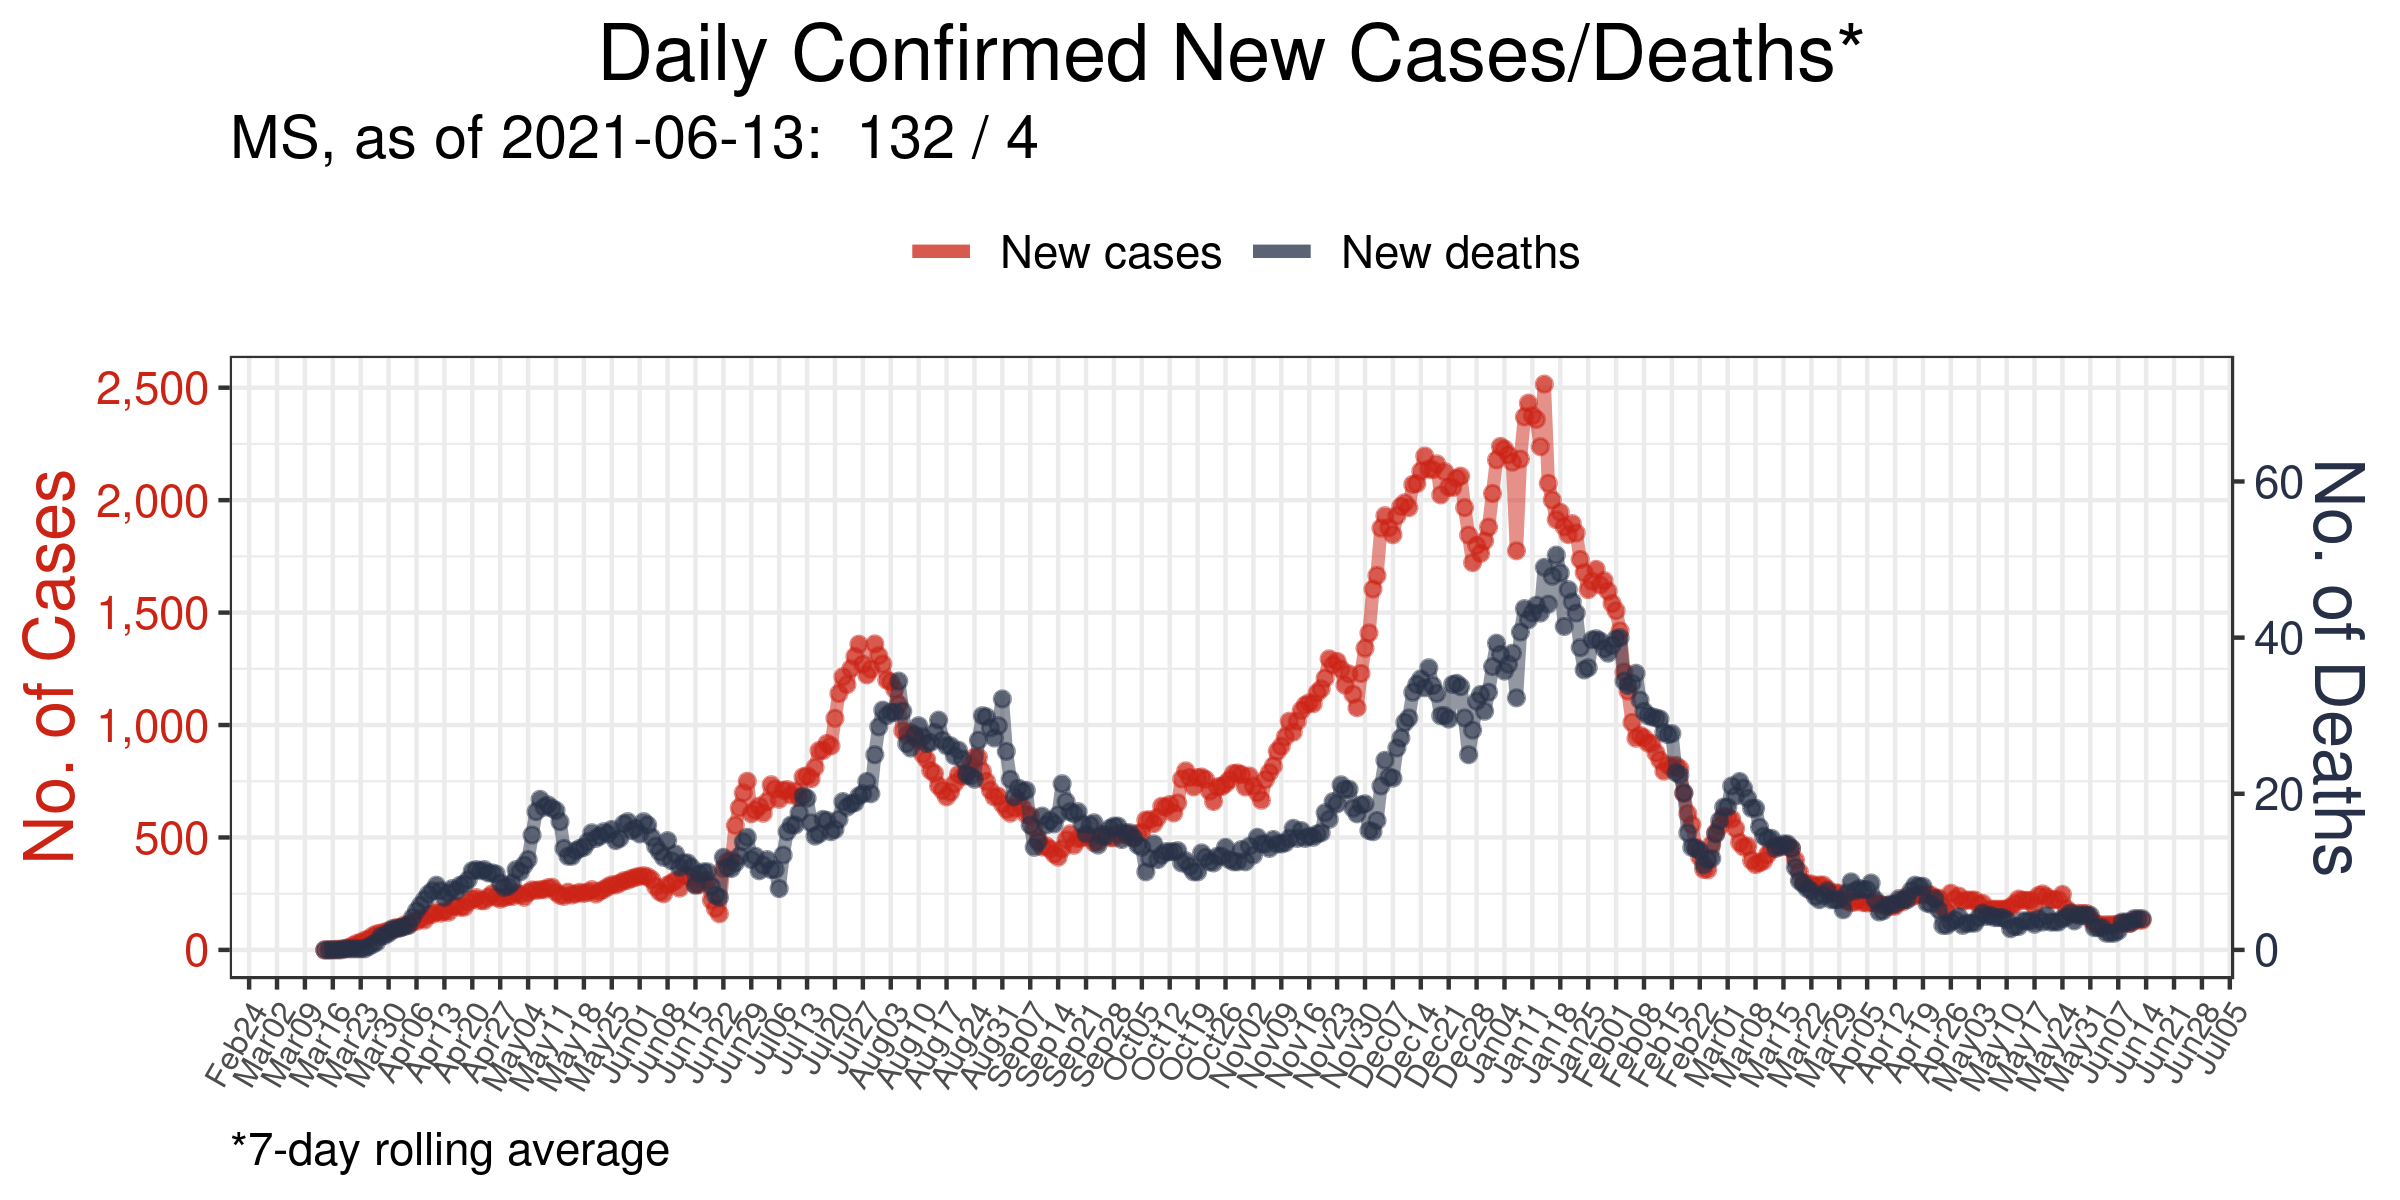 Daily Confirmed New Cases/Deaths*
MS, as of 2021-06-13:  132 / 4
New cases
New deaths
No. of Cases
2,500
2,000
1,500
1,000
500
0
60
40
20
0
No. of Deaths
Feb24
Mar02
Mar09
Mar16
Mar23
Mar30
Apr06
Apr13
Apr20
Apr27
May04
May11
May18
May25
Jun01
Jun08
Jun15
Jun22
Jun29
Jul06
Jul13
Jul20
Jul27
Aug03
Aug10
Aug17
Aug24
Aug31
Sep07
Sep14
Sep21
Sep28
Oct05
Oct12
Oct19
Oct26
Nov02
Nov09
Nov16
Nov23
Nov30
Dec07
Dec14
Dec21
Dec28
Jan04
Jan11
Jan18
Jan25
Feb01
Feb08
Feb15
Feb22
Mar01
Mar08
Mar15
Mar22
Mar29
Apr05
Apr12
Apr19
Apr26
May03
May10
May17
May24
May31
Jun07
Jun14
Jun21
Jun28
Jul05
*7-day rolling average